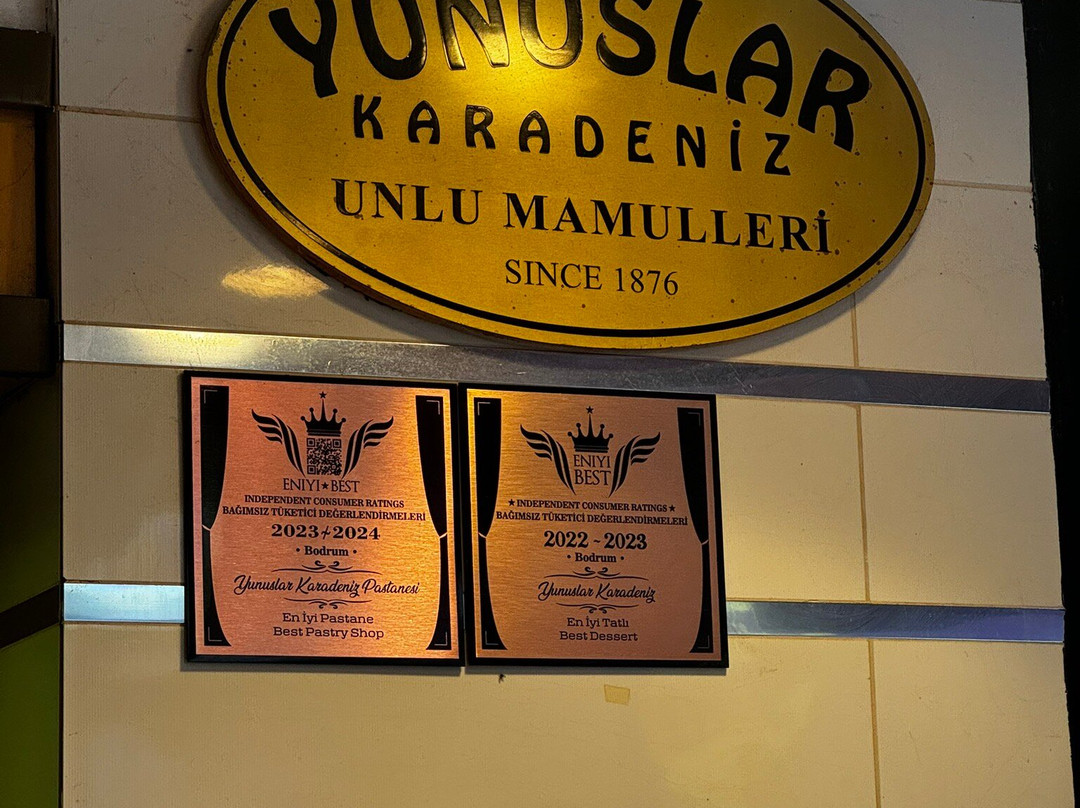 YUNUSLAR
KARADENİZ
UNLU MAMULLERİ
SINCE 1876
ENIYI★BEST
INDEPENDENT CONSUMER RATINGS
BAĞIMSIZ TÜKETİCİ DEĞERLENDİRMELERİ
2023-2024
• Bodrum •
Yunuslar Karadeniz Pastanesi
En İyi Pastane
Best Pastry Shop
ENIYI
BEST
★ INDEPENDENT CONSUMER RATINGS ★
BAĞIMSIZ TÜKETİCİ DEĞERLENDİRMELERİ
2022 ~ 2023
• Bodrum •
Yunuslar Karadeniz
En İyi Tatlı
Best Dessert